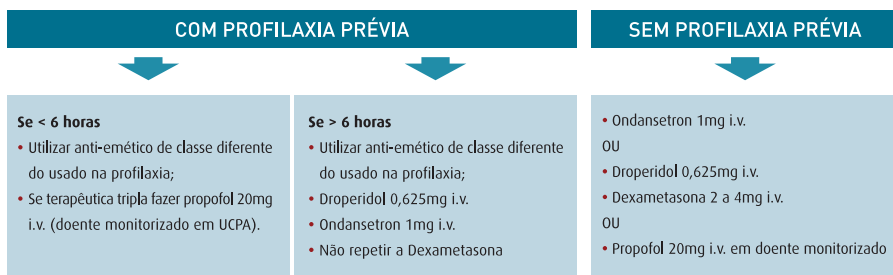 COM PROFILAXIA PRÉVIA
Se < 6 horas
• Utilizar anti-emético de classe diferente
do usado na profilaxia;
• Se terapêutica tripla fazer propofol 20mg
i.v. (doente monitorizado em UCPA).
Se > 6 horas
• Utilizar anti-emético de classe diferente
do usado na profilaxia;
• Droperidol 0,625mg i.v.
• Ondansetron 1mg i.v.
• Não repetir a Dexametasona
SEM PROFILAXIA PRÉVIA
• Ondansetron 1mg i.v.
OU
• Droperidol 0,625mg i.v.
• Dexametasona 2 a 4mg i.v.
OU
• Propofol 20mg i.v. em doente monitorizado